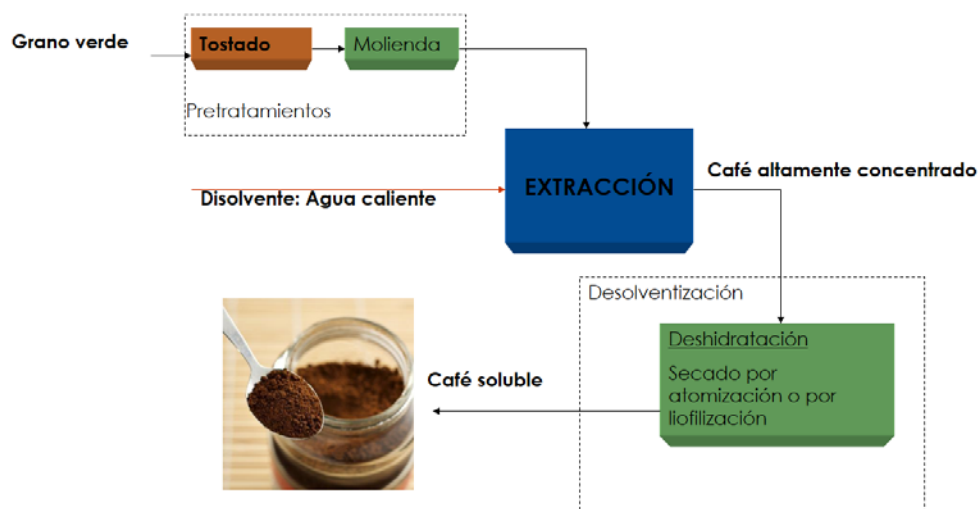 Grano verde
Tostado
Molienda
Pretratamientos
EXTRACCIÓN
Café altamente concentrado
Disolvente: Agua caliente
Desolventización
Deshidratación
Secado por
atomización o por
liofilización
Café soluble